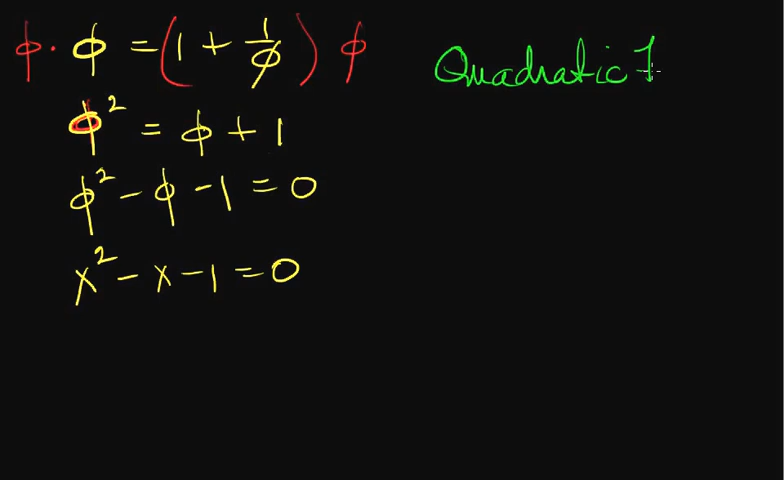 ϕ · ϕ = (1 + 1/ϕ) ϕ
ϕ² = ϕ + 1
ϕ² - ϕ - 1 = 0
x² - x - 1 = 0
Quadratic F